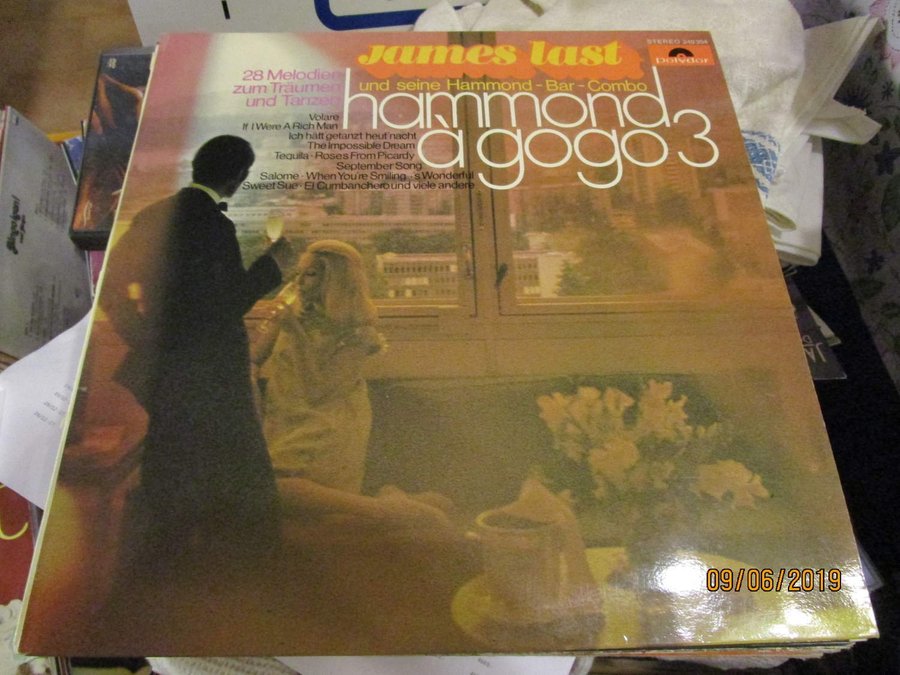 James last
STEREO 249 304
polydor
und seine Hammond-Bar-Combo
28 Melodien
zum Träumen
und Tanzen
hammond
à gogo 3
Volare
If I Were A Rich Man
Ich hätt getanzt heut' nacht
The Impossible Dream
Tequila · Roses From Picardy
September Song
Salome · When You're Smiling · 's Wonderful
Sweet Sue · El Cumbanchero und viele andere
09/06/2019